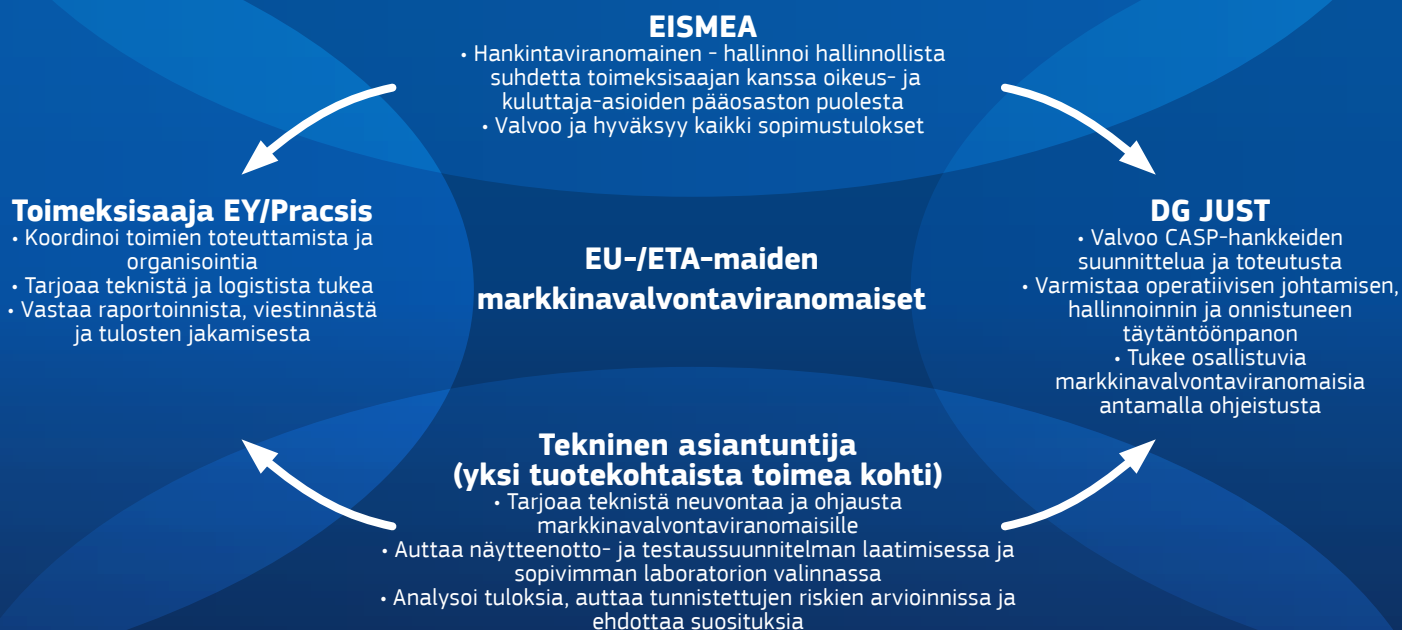 EISMEA
• Hankintaviranomainen - hallinnoi hallinnollista
suhdetta toimeksisaajan kanssa oikeus- ja
kuluttaja-asioiden pääosaston puolesta
• Valvoo ja hyväksyy kaikki sopimustulokset
Toimeksisaaja EY/Pracsis
• Koordinoi toimien toteuttamista ja
organisointia
• Tarjoaa teknistä ja logistista tukea
• Vastaa raportoinnista, viestinnästä
ja tulosten jakamisesta
EU-/ETA-maiden
markkinavalvontaviranomaiset
DG JUST
• Valvoo CASP-hankkeiden
suunnittelua ja toteutusta
• Varmistaa operatiivisen johtamisen,
hallinnoinnin ja onnistuneen
täytäntöönpanon
• Tukee osallistuvia
markkinavalvontaviranomaisia
antamalla ohjeistusta
Tekninen asiantuntija
(yksi tuotekohtaista toimea kohti)
• Tarjoaa teknistä neuvontaa ja ohjausta
markkinavalvontaviranomaisille
• Auttaa näytteenotto- ja testaussuunnitelman laatimisessa ja
sopivimman laboratorion valinnassa
• Analysoi tuloksia, auttaa tunnistettujen riskien arvioinnissa ja
ehdottaa suosituksia